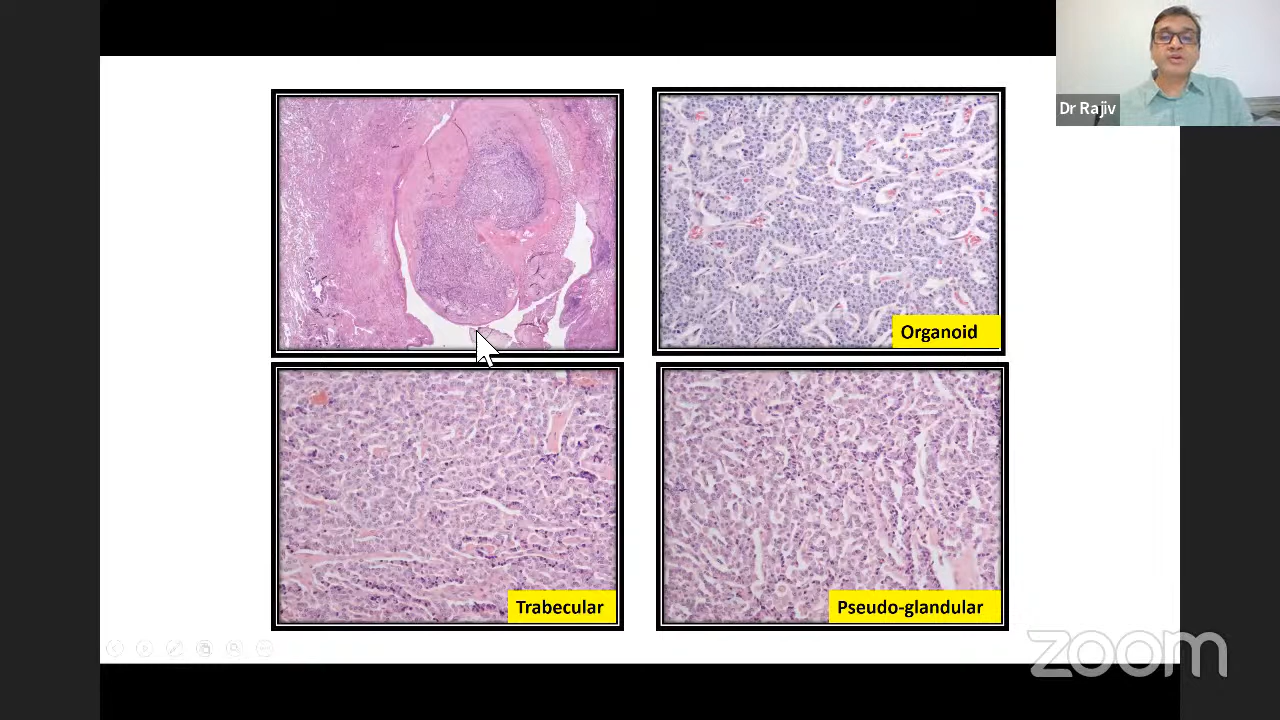 Dr Rajiv
Organoid
Trabecular
Pseudo-glandular
zoom